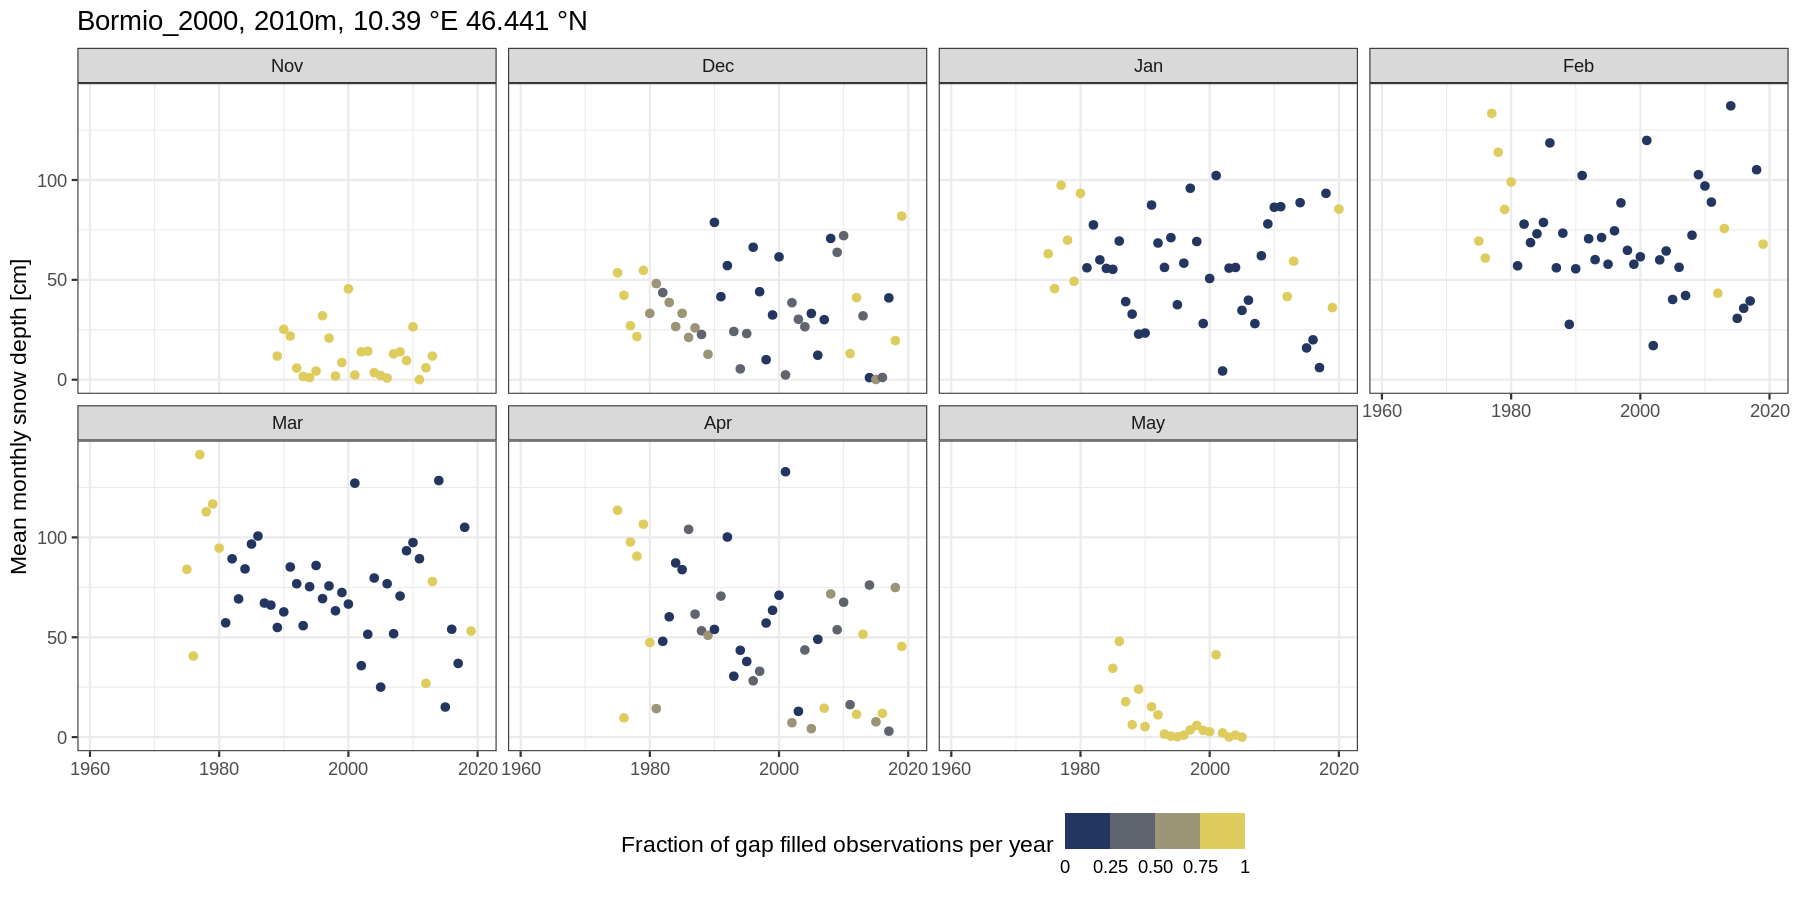 Bormio_2000, 2010m, 10.39 °E 46.441 °N
Nov
Dec
Jan
Feb
Mean monthly snow depth [cm]
100
50
0
1960 1980 2000 2020
Mar
Apr
May
100
50
0
1960 1980 2000 2020
1960 1980 2000 2020
1960 1980 2000 2020
Fraction of gap filled observations per year
0 0.25 0.50 0.75 1